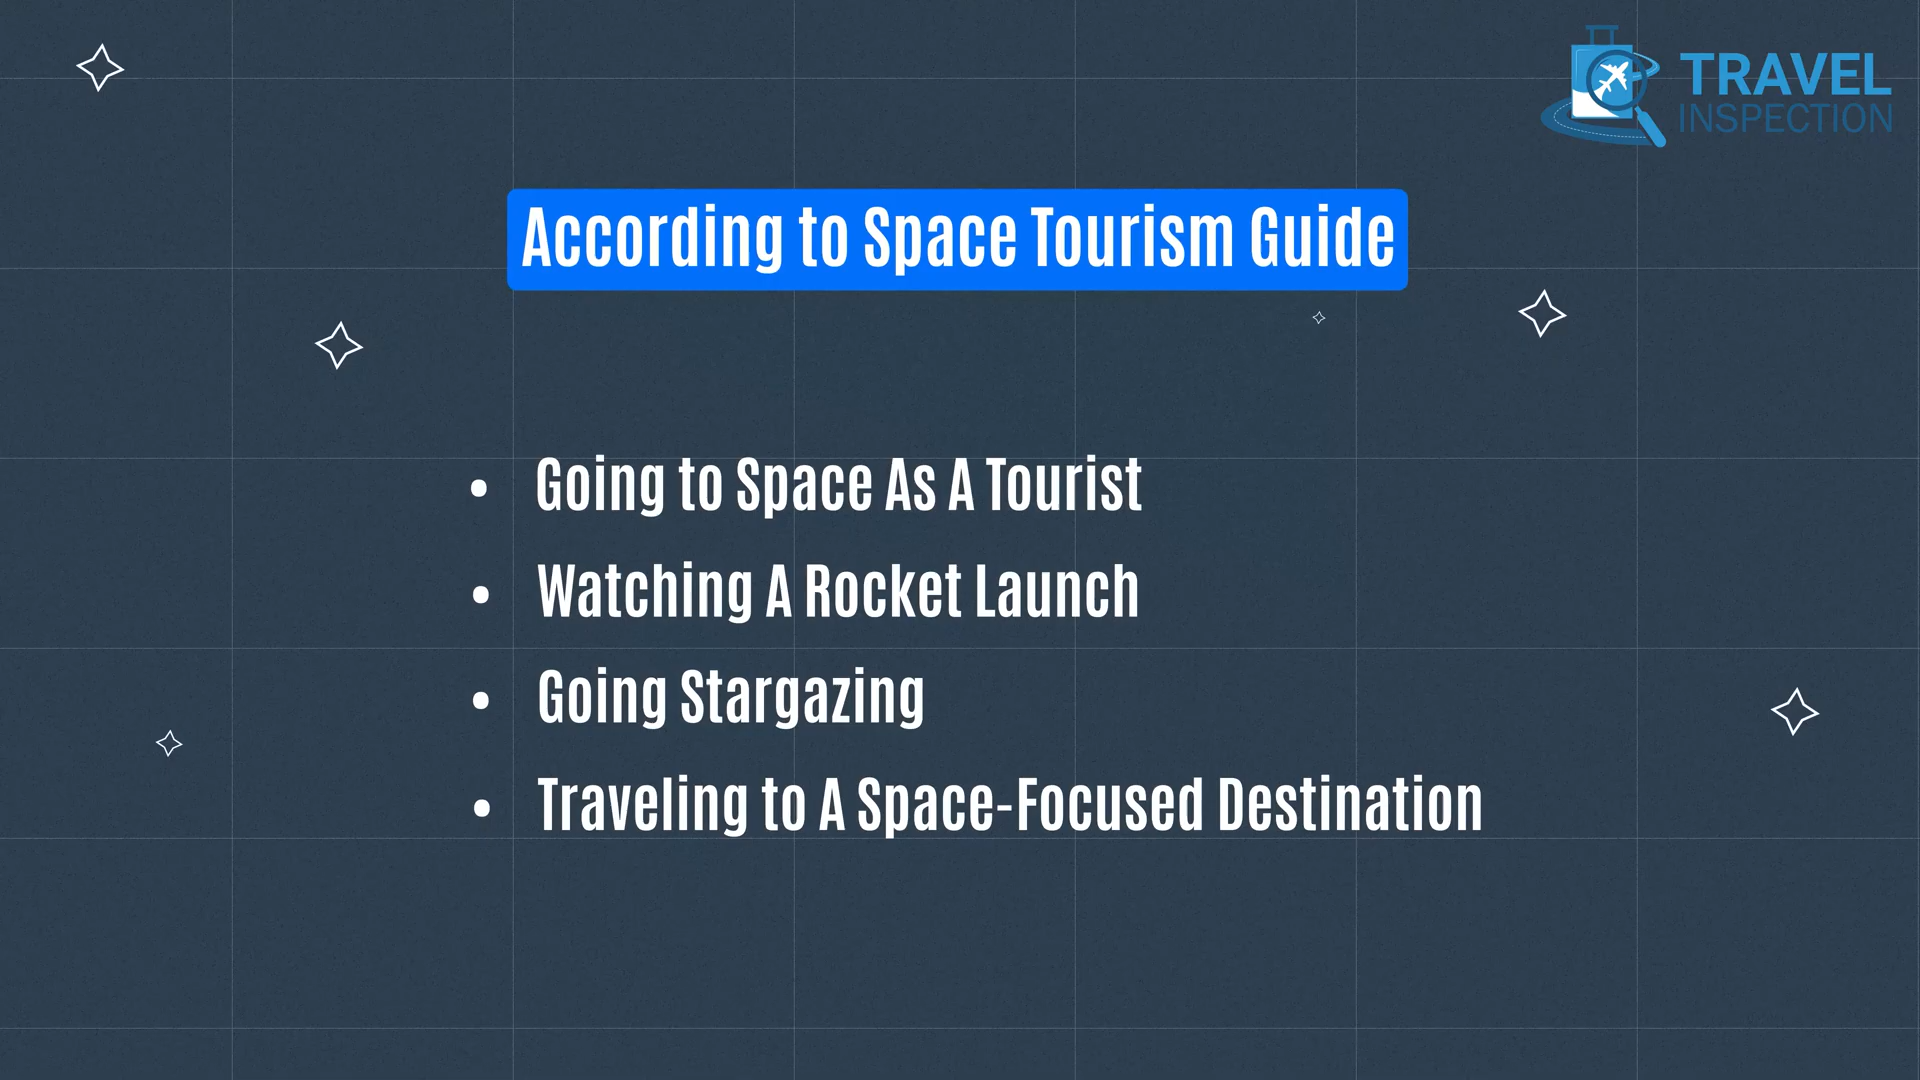 TRAVEL
INSPECTION
According to Space Tourism Guide
• Going to Space As A Tourist
• Watching A Rocket Launch
• Going Stargazing
• Traveling to A Space-Focused Destination